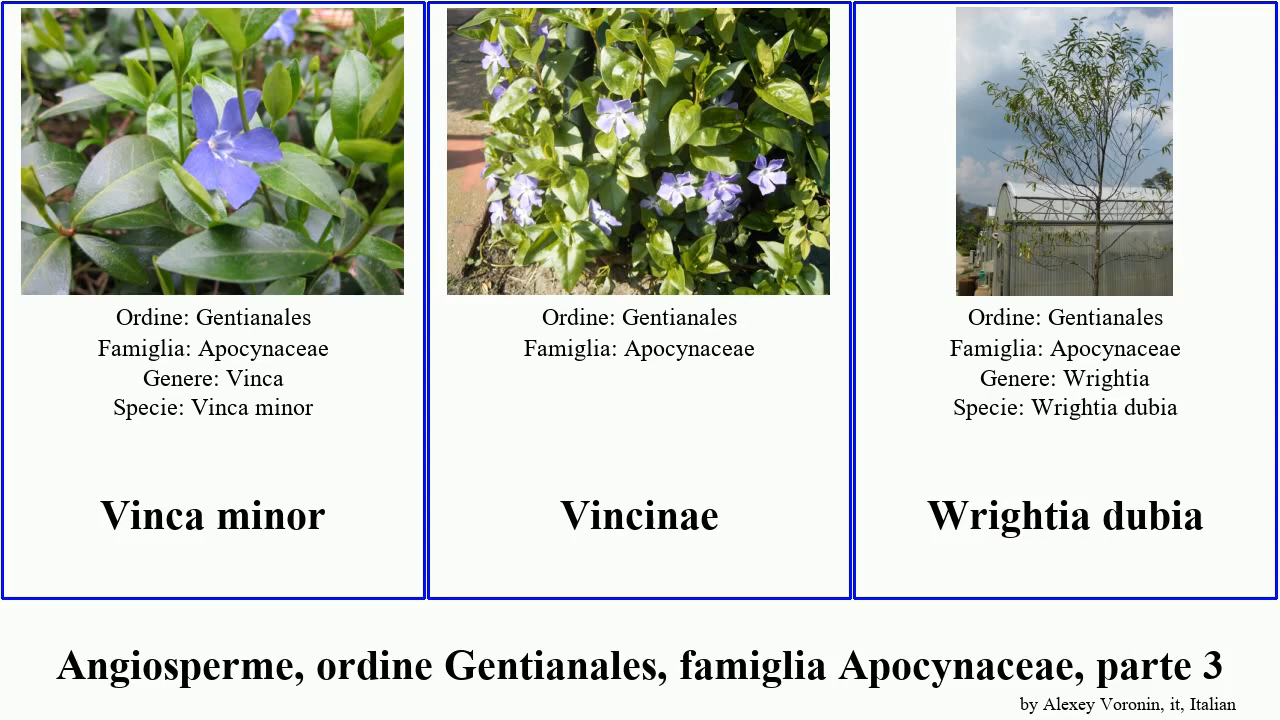 Ordine: Gentianales
Famiglia: Apocynaceae
Genere: Vinca
Specie: Vinca minor
Vinca minor
Ordine: Gentianales
Famiglia: Apocynaceae
Vincinae
Ordine: Gentianales
Famiglia: Apocynaceae
Genere: Wrightia
Specie: Wrightia dubia
Wrightia dubia
Angiosperme, ordine Gentianales, famiglia Apocynaceae, parte 3
by Alexey Voronin, it, Italian